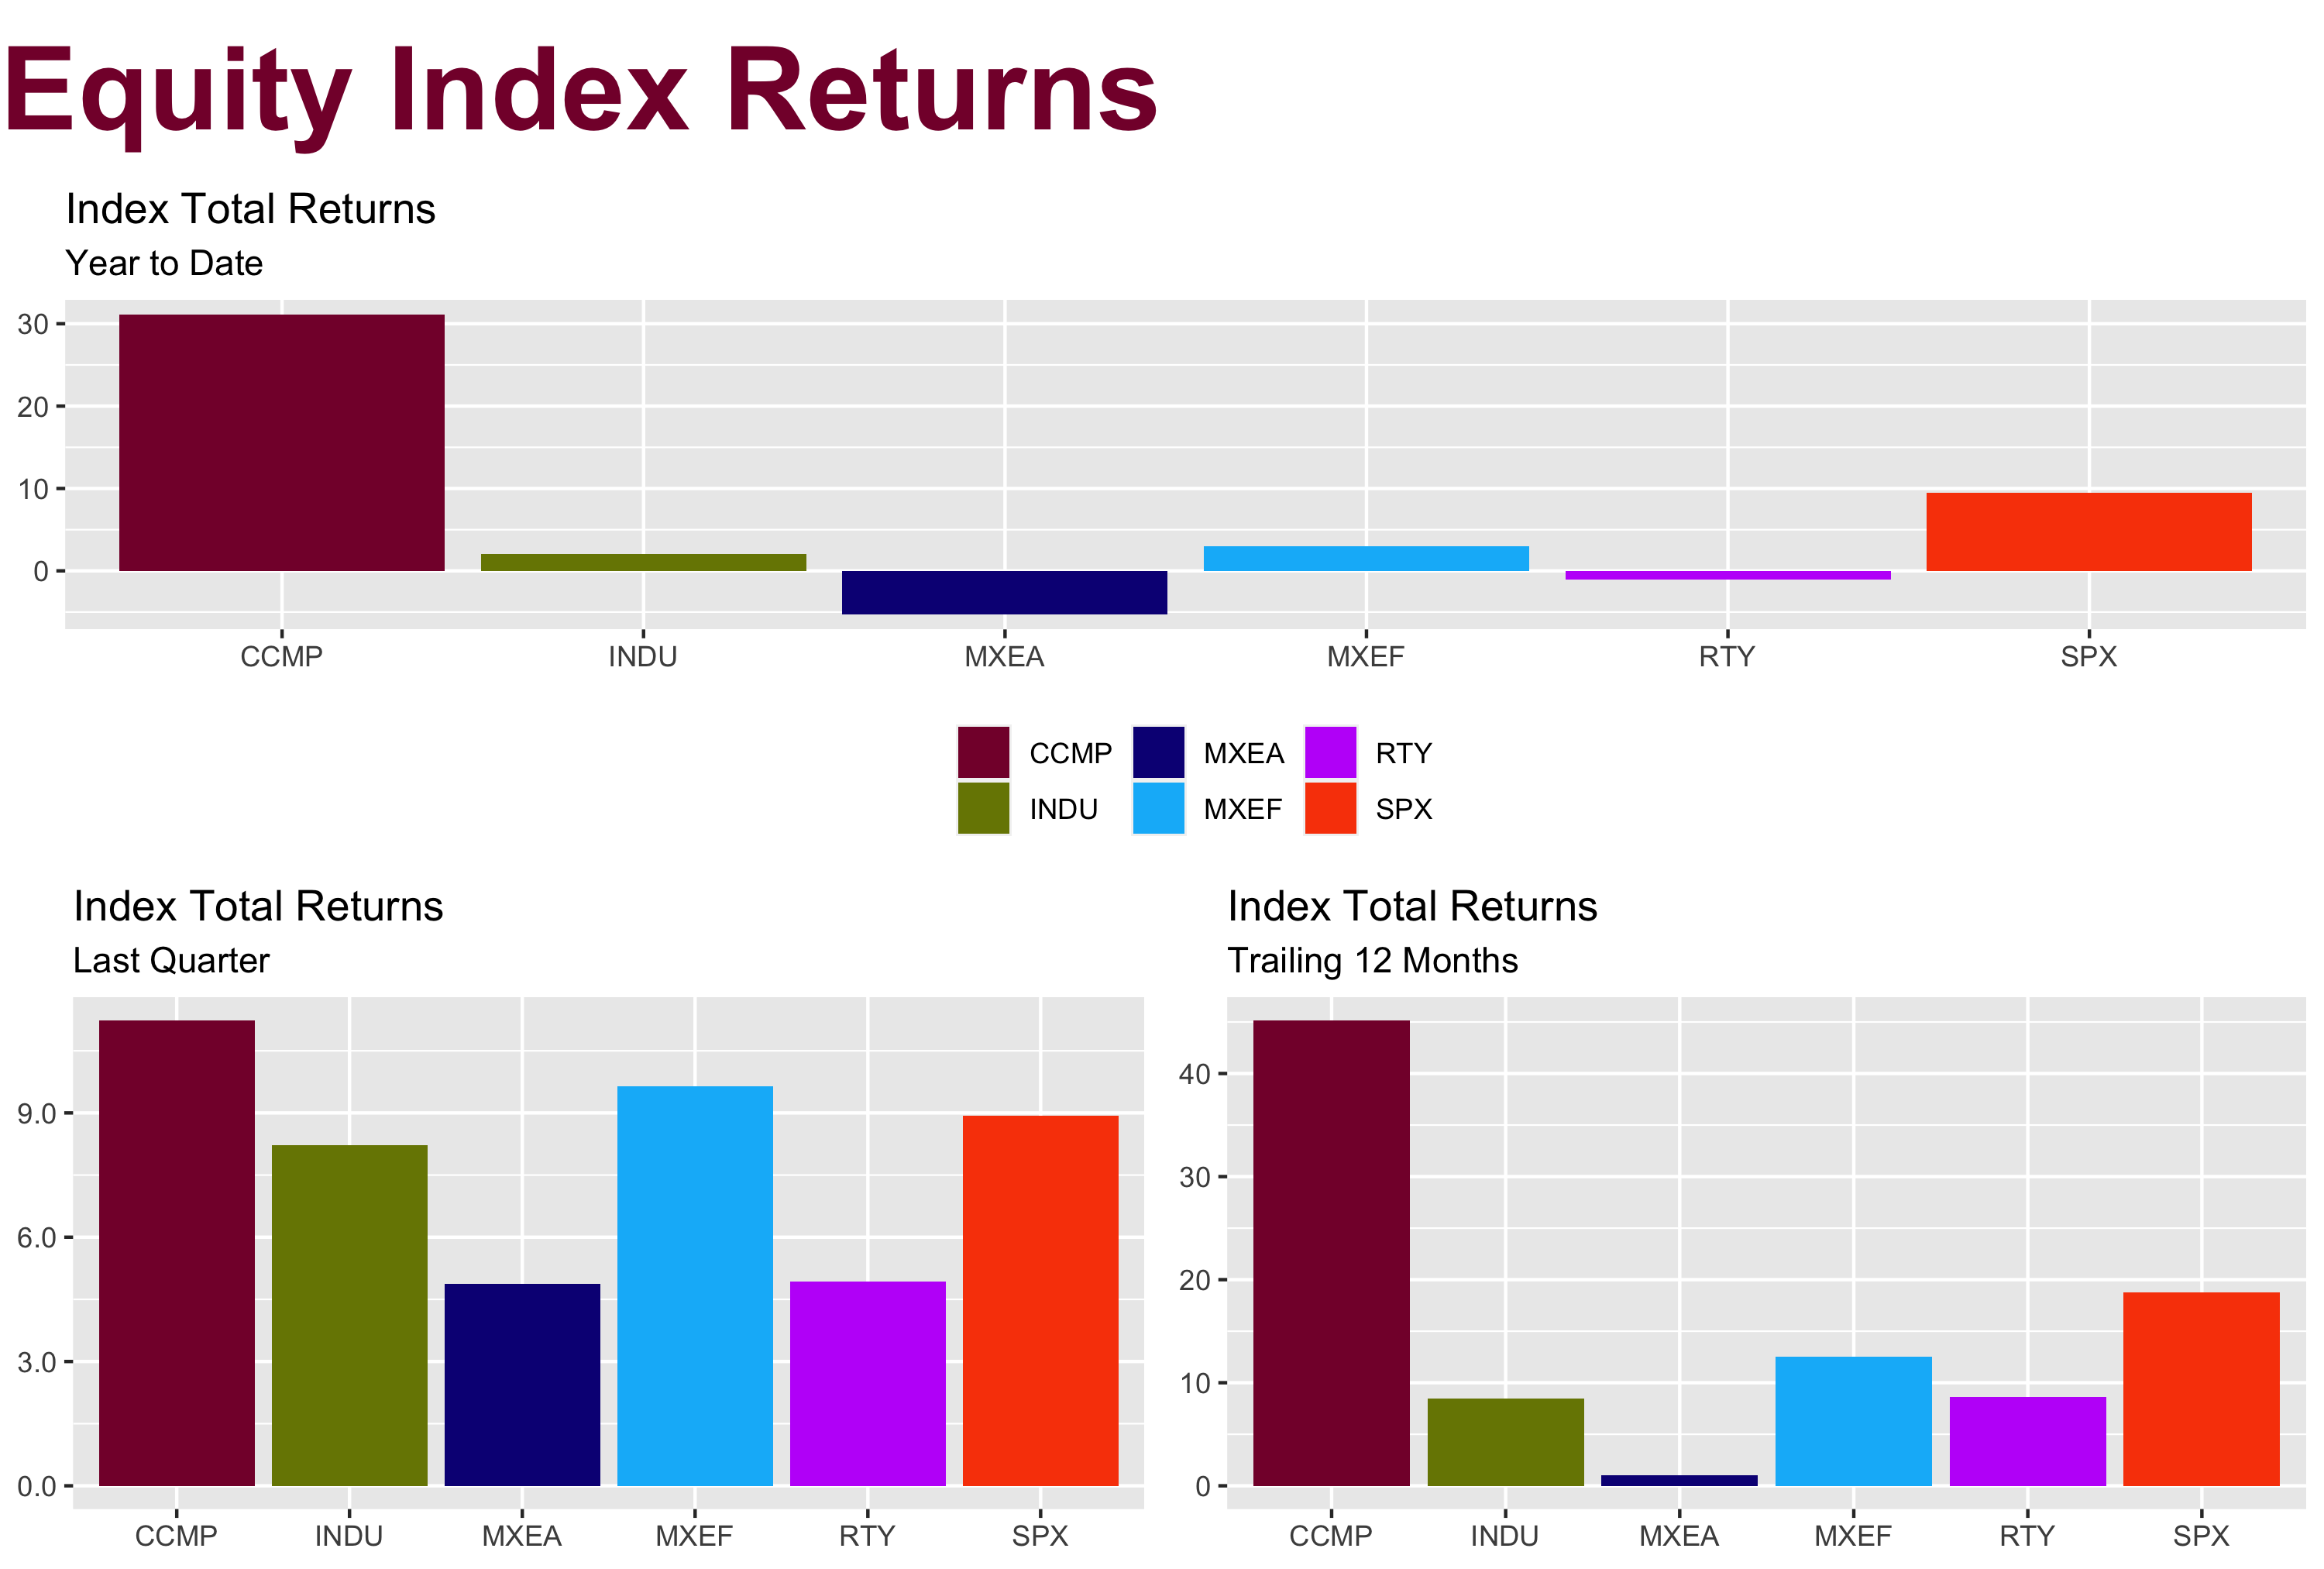 Equity Index Returns
Index Total Returns
Year to Date
30
20
10
0
CCMP INDU MXEA MXEF RTY SPX
CCMP MXEA RTY
INDU MXEF SPX
Index Total Returns
Last Quarter
9.0
6.0
3.0
0.0
CCMP INDU MXEA MXEF RTY SPX
Index Total Returns
Trailing 12 Months
40
30
20
10
0
CCMP INDU MXEA MXEF RTY SPX